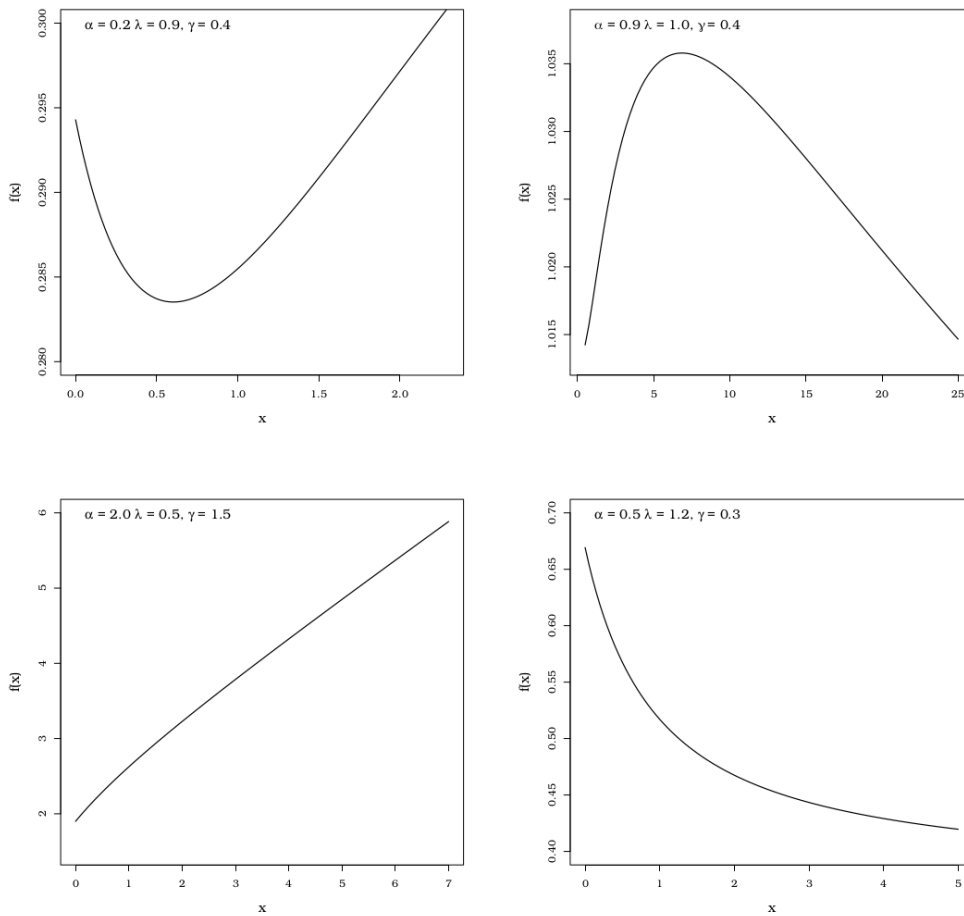 α = 0.2 λ = 0.9, γ = 0.4
f(x)
0.300
0.295
0.290
0.285
0.280
0.0 0.5 1.0 1.5 2.0
x
α = 0.9 λ = 1.0, γ = 0.4
f(x)
1.035
1.030
1.025
1.020
1.015
0 5 10 15 20 25
x
α = 2.0 λ = 0.5, γ = 1.5
f(x)
6
5
4
3
2
0 1 2 3 4 5 6 7
x
α = 0.5 λ = 1.2, γ = 0.3
f(x)
0.70
0.65
0.60
0.55
0.50
0.45
0.40
0 1 2 3 4 5
x